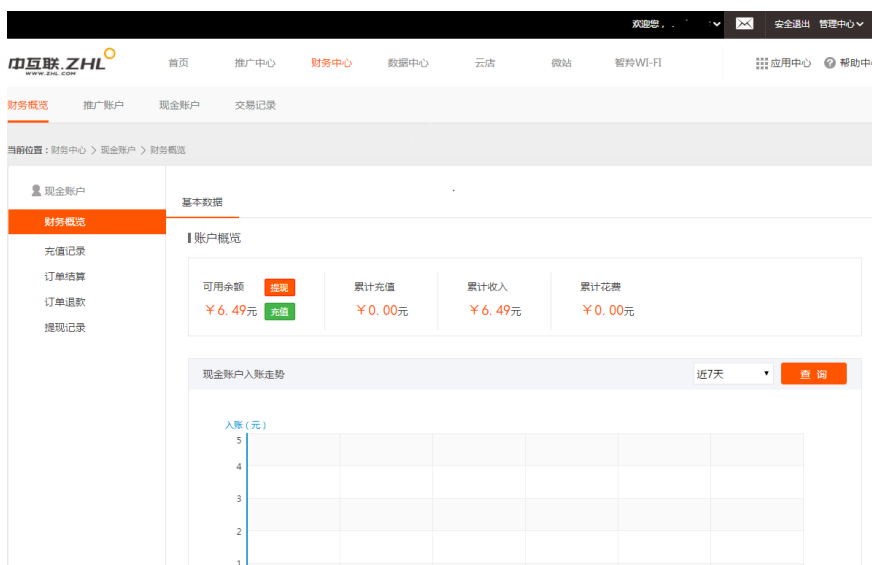 欢迎您， 安全退出 管理中心
中互联.ZHL
WWW.ZHL.COM
首页 推广中心 财务中心 数据中心 云店 微站 智羚WI-FI 应用中心 帮助中
财务概览 推广账户 现金账户 交易记录
当前位置：财务中心 > 现金账户 > 财务概览
现金账户
财务概览
充值记录
订单结算
订单退款
提现记录
基本数据
账户概览
可用余额 提现 累计充值 累计收入 累计花费
￥6.49元 充值 ￥0.00元 ￥6.49元 ￥0.00元
现金账户入账走势 近7天 查 询
入账（元）
5
4
3
2
1